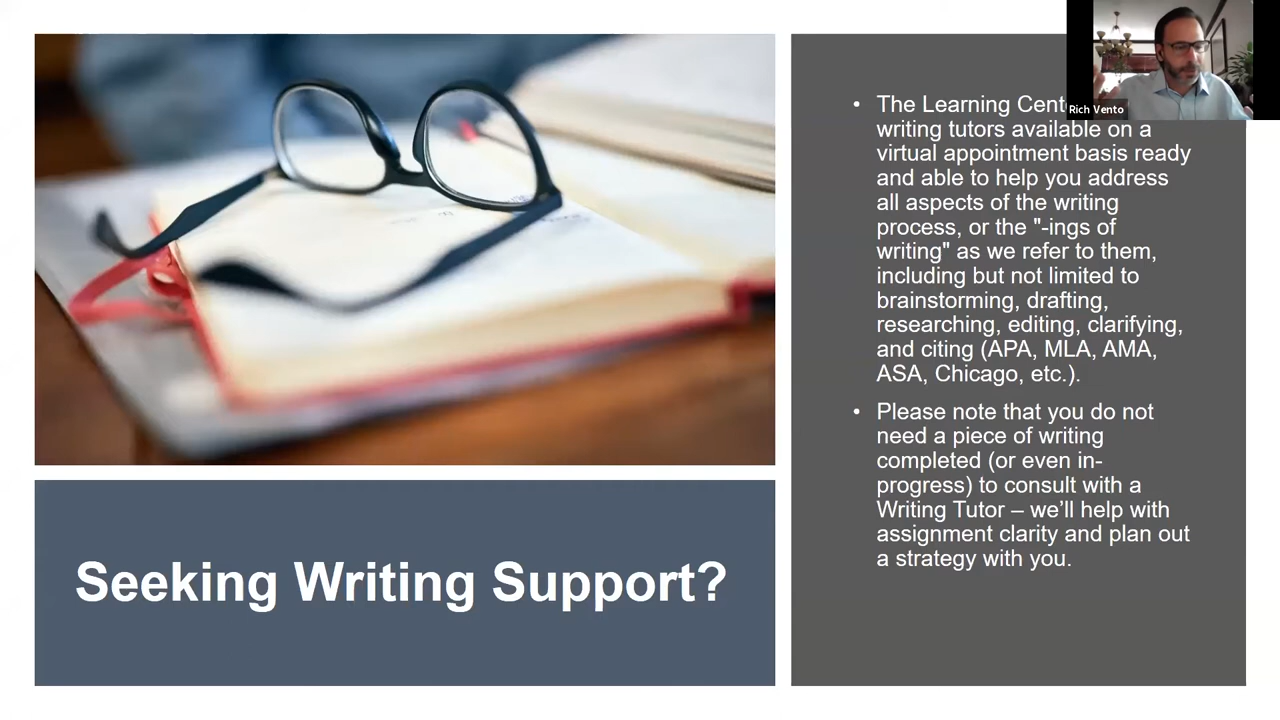 Rich Vento
• The Learning
writing tutors available on a
virtual appointment basis ready
and able to help you address
all aspects of the writing
process, or the "-ings of
writing" as we refer to them,
including but not limited to
brainstorming, drafting,
researching, editing, clarifying,
and citing (APA, MLA, AMA,
ASA, Chicago, etc.).
• Please note that you do not
need a piece of writing
completed (or even in-
progress) to consult with a
Writing Tutor – we’ll help with
assignment clarity and plan out
a strategy with you.
Seeking Writing Support?